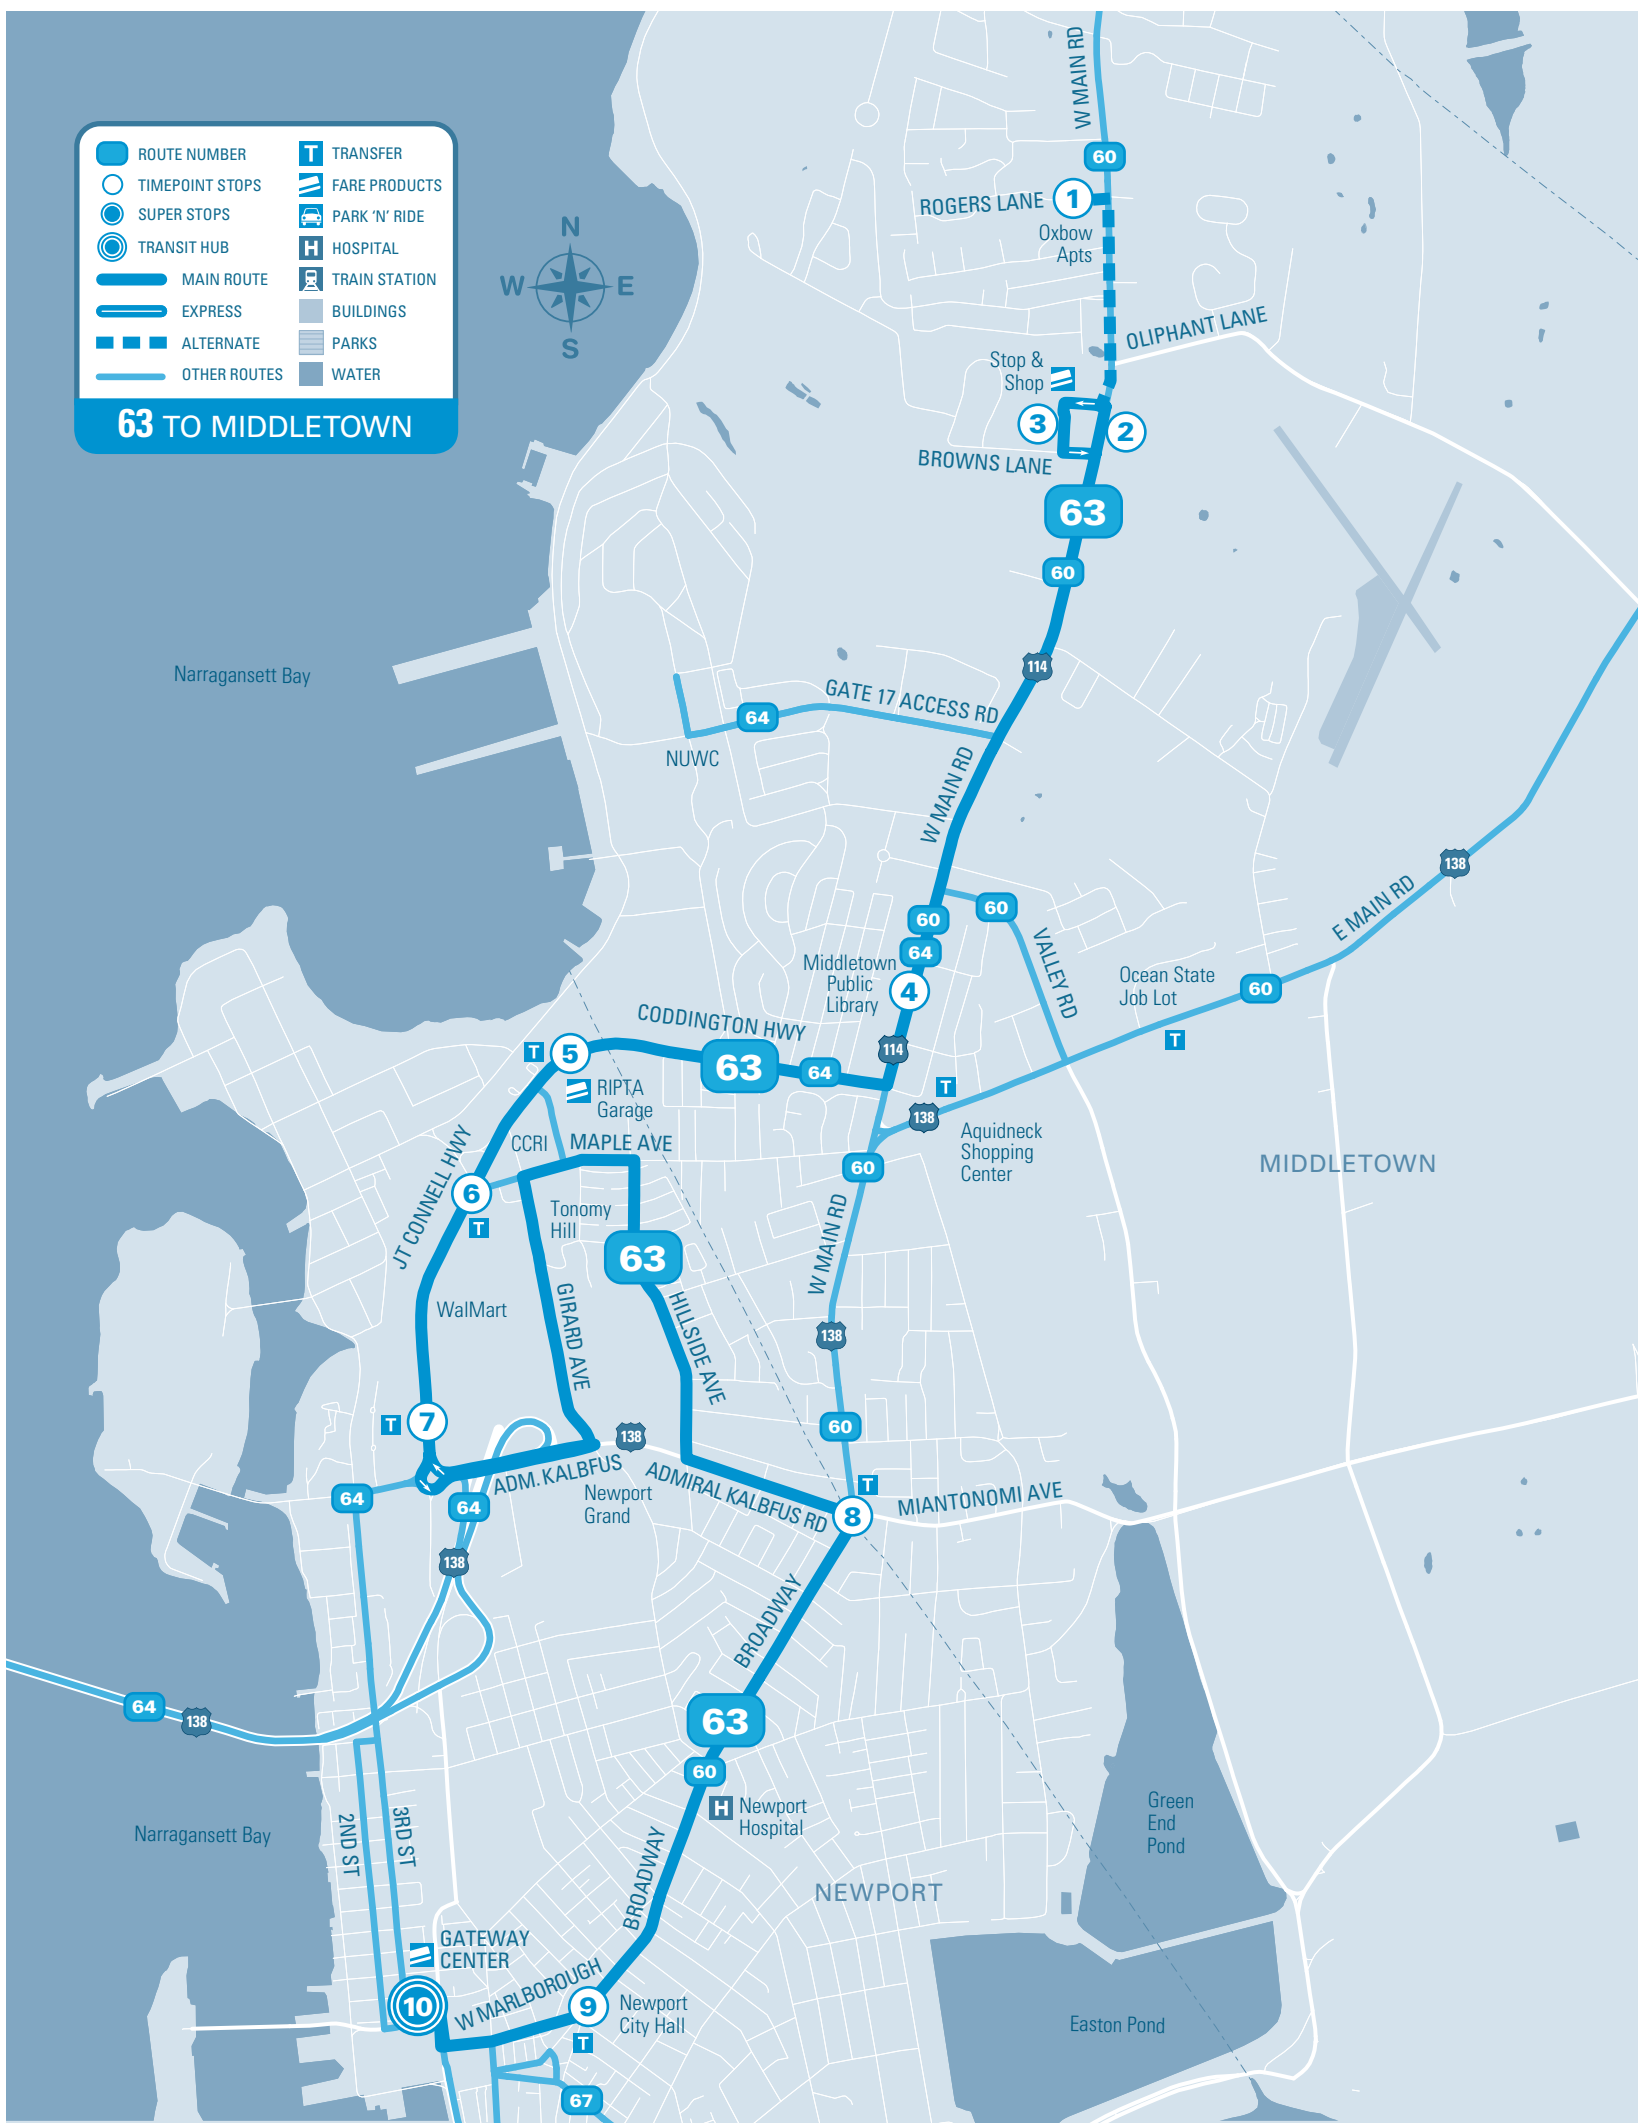 ROUTE NUMBER
TIMEPOINT STOPS
SUPER STOPS
TRANSIT HUB
MAIN ROUTE
EXPRESS
ALTERNATE
OTHER ROUTES
T TRANSFER
FARE PRODUCTS
PARK ‘N’ RIDE
H HOSPITAL
TRAIN STATION
BUILDINGS
PARKS
WATER
63 TO MIDDLETOWN
N
W
E
S
W MAIN RD
60
ROGERS LANE
1
Oxbow
Apts
OLIPHANT LANE
Stop &
Shop
3
2
BROWNS LANE
63
60
114
Narragansett Bay
GATE 17 ACCESS RD
64
NUWC
W MAIN RD
138
E MAIN RD
60
60
64
VALLEY RD
Middletown
Public
Library
4
Ocean State
Job Lot
60
T
CODDINGTON HWY
114
T
5
63
64
T
RIPTA
Garage
138
Aquidneck
Shopping
Center
CCRI
MAPLE AVE
60
MIDDLETOWN
JT CONNELL HWY
6
T
Tonomy
Hill
63
W MAIN RD
WalMart
GIRARD AVE
HILLSIDE AVE
138
T
7
138
60
ADM. KALBFUS
ADMIRAL KALBFUS RD
64
64
Newport
Grand
T
8
MIANTONOMI AVE
138
BROADWAY
64
138
63
60
H
Newport
Hospital
2ND ST
3RD ST
Narragansett Bay
Green
End
Pond
BROADWAY
NEWPORT
GATEWAY
CENTER
10
W MARLBOROUGH
9
Newport
City Hall
T
Easton Pond
67